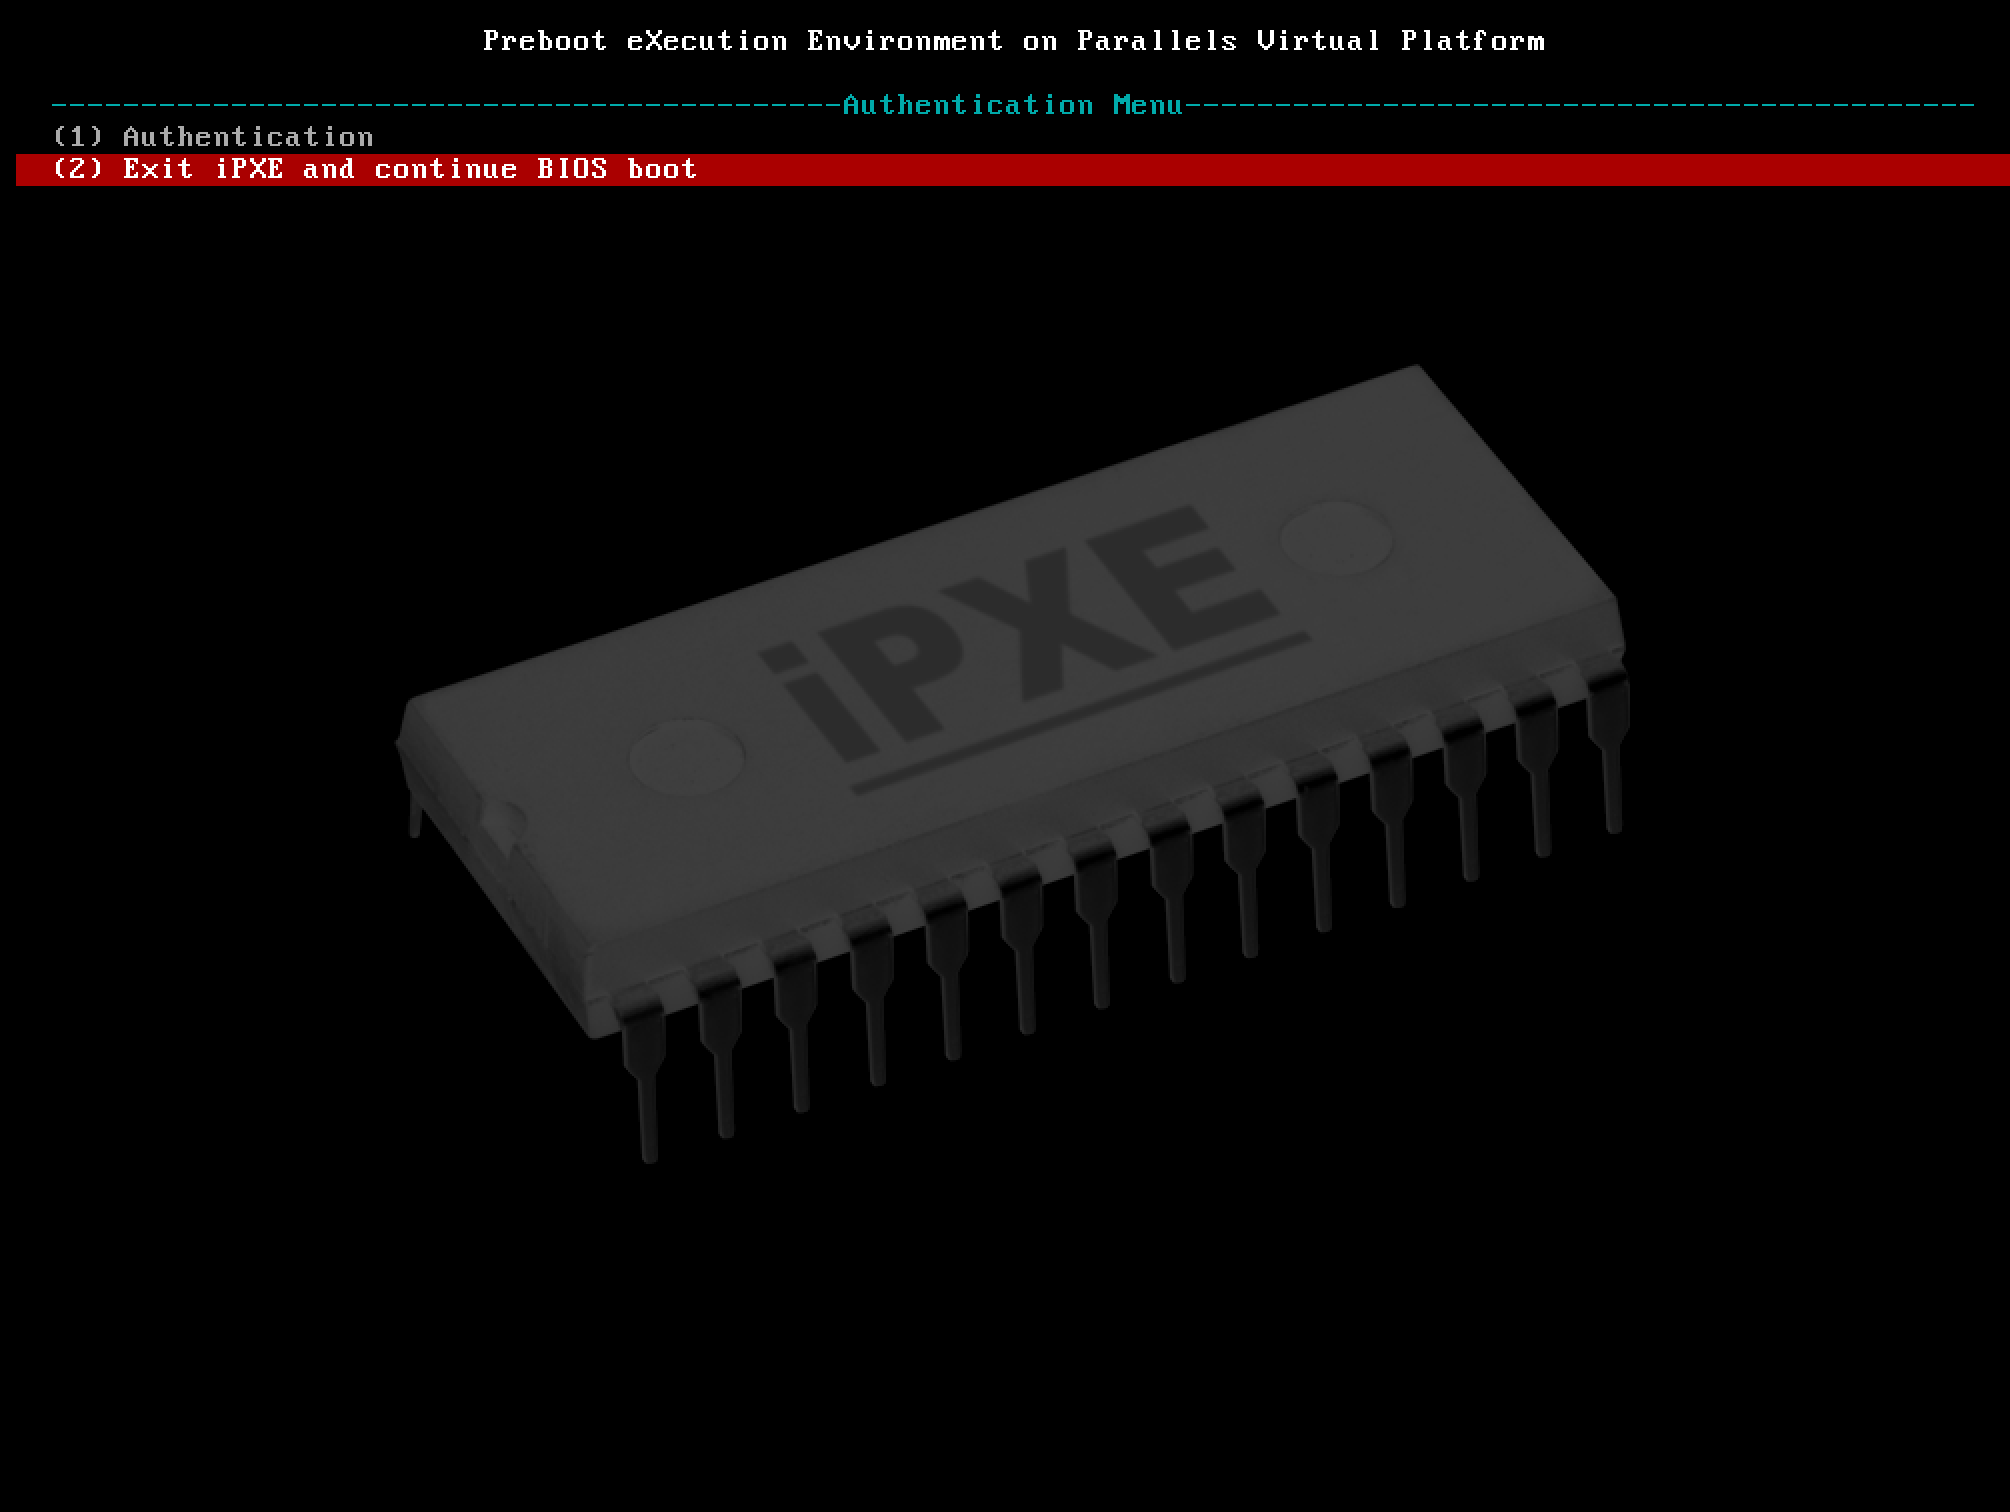 Preboot eXecution Environment on Parallels Virtual Platform
Authentication Menu
(1) Authentication
(2) Exit iPXE and continue BIOS boot
iPXE